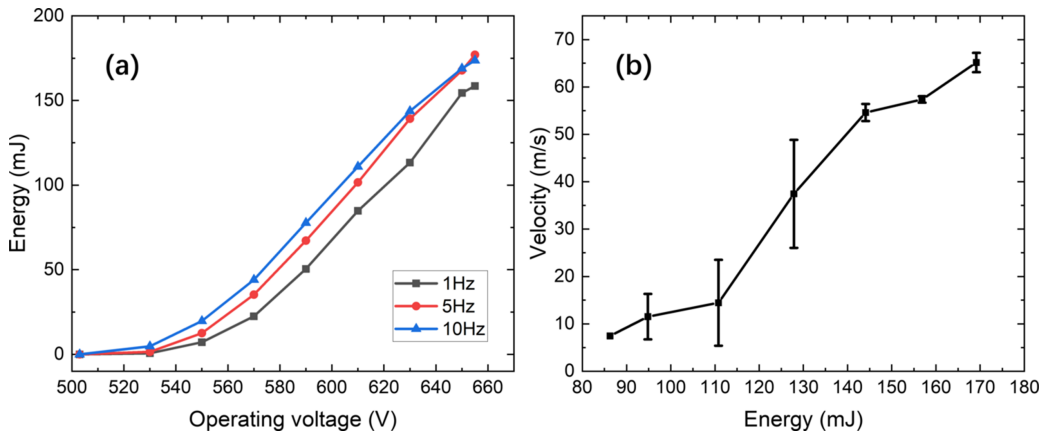 (a)
200
150
100
50
0
Energy (mJ)
500 520 540 560 580 600 620 640 660
Operating voltage (V)
1Hz
5Hz
10Hz
(b)
70
60
50
40
30
20
10
0
Velocity (m/s)
80 90 100 110 120 130 140 150 160 170 180
Energy (mJ)